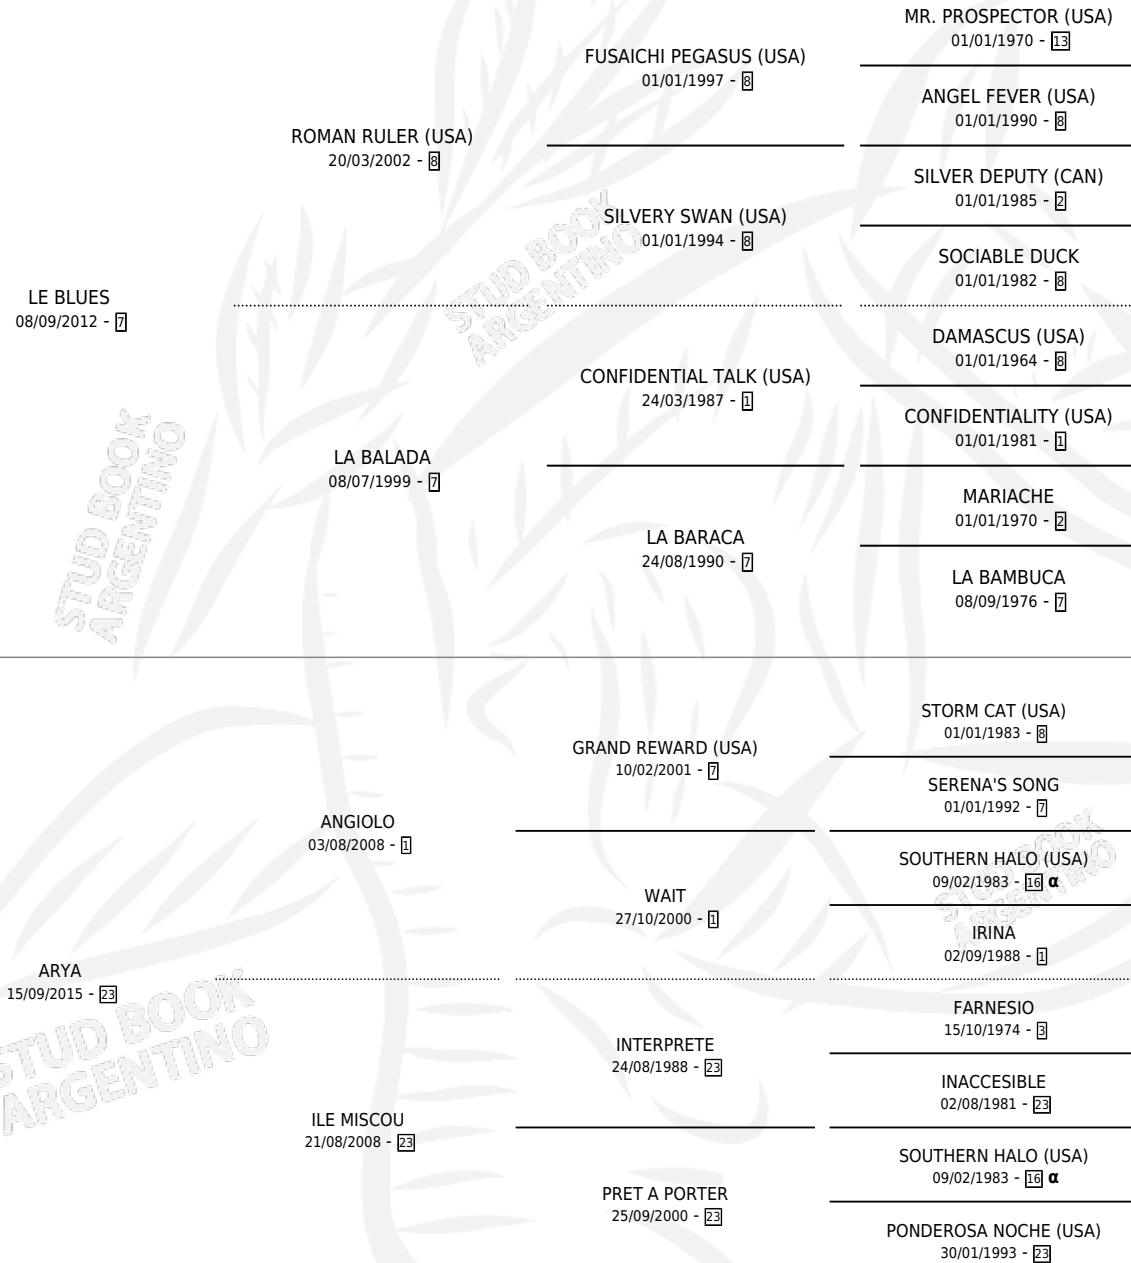 MR. PROSPECTOR (USA)
01/01/1970 - 13
FUSAICHI PEGASUS (USA)
01/01/1997 - 8
ANGEL FEVER (USA)
01/01/1990 - 8
ROMAN RULER (USA)
20/03/2002 - 8
SILVER DEPUTY (CAN)
01/01/1985 - 2
SILVERY SWAN (USA)
01/01/1994 - 8
SOCIABLE DUCK
01/01/1982 - 8
LE BLUES
08/09/2012 - 7
DAMASCUS (USA)
01/01/1964 - 8
CONFIDENTIAL TALK (USA)
24/03/1987 - 1
CONFIDENTIALITY (USA)
01/01/1981 - 1
LA BALADA
08/07/1999 - 7
MARIACHE
01/01/1970 - 2
LA BARACA
24/08/1990 - 7
LA BAMBUCA
08/09/1976 - 7
STORM CAT (USA)
01/01/1983 - 8
GRAND REWARD (USA)
10/02/2001 - 7
SERENA'S SONG
01/01/1992 - 7
ANGIOLO
03/08/2008 - 1
SOUTHERN HALO (USA)
09/02/1983 - 16 α
WAIT
27/10/2000 - 1
IRINA
02/09/1988 - 1
ARYA
15/09/2015 - 23
FARNESIO
15/10/1974 - 3
INTERPRETE
24/08/1988 - 23
INACCESIBLE
02/08/1981 - 23
ILE MISCOU
21/08/2008 - 23
SOUTHERN HALO (USA)
09/02/1983 - 16 α
PRET A PORTER
25/09/2000 - 23
PONDEROSA NOCHE (USA)
30/01/1993 - 23
STUD BOOK
ARGENTINO
STUD BOOK
ARGENTINO
STUD BOOK
ARGENTINO
STUD BOOK
ARGENTINO